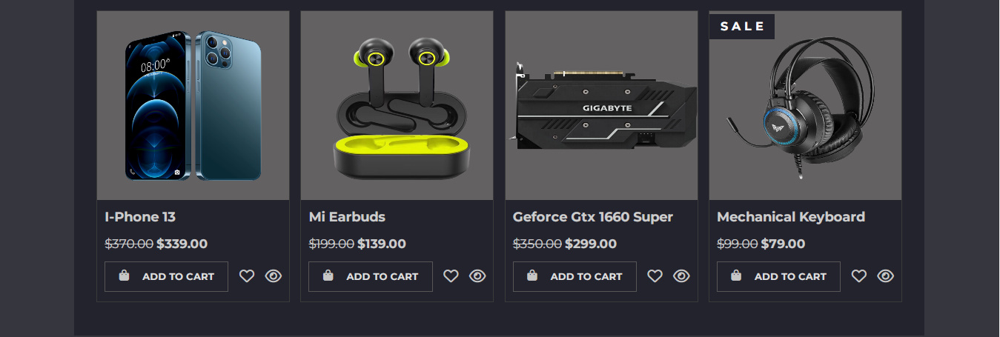 SALE
08:00
GIGABYTE
I-Phone 13
Mi Earbuds
Geforce Gtx 1660 Super
Mechanical Keyboard
$370.00 $339.00
$199.00 $139.00
$350.00 $299.00
$99.00 $79.00
ADD TO CART
ADD TO CART
ADD TO CART
ADD TO CART